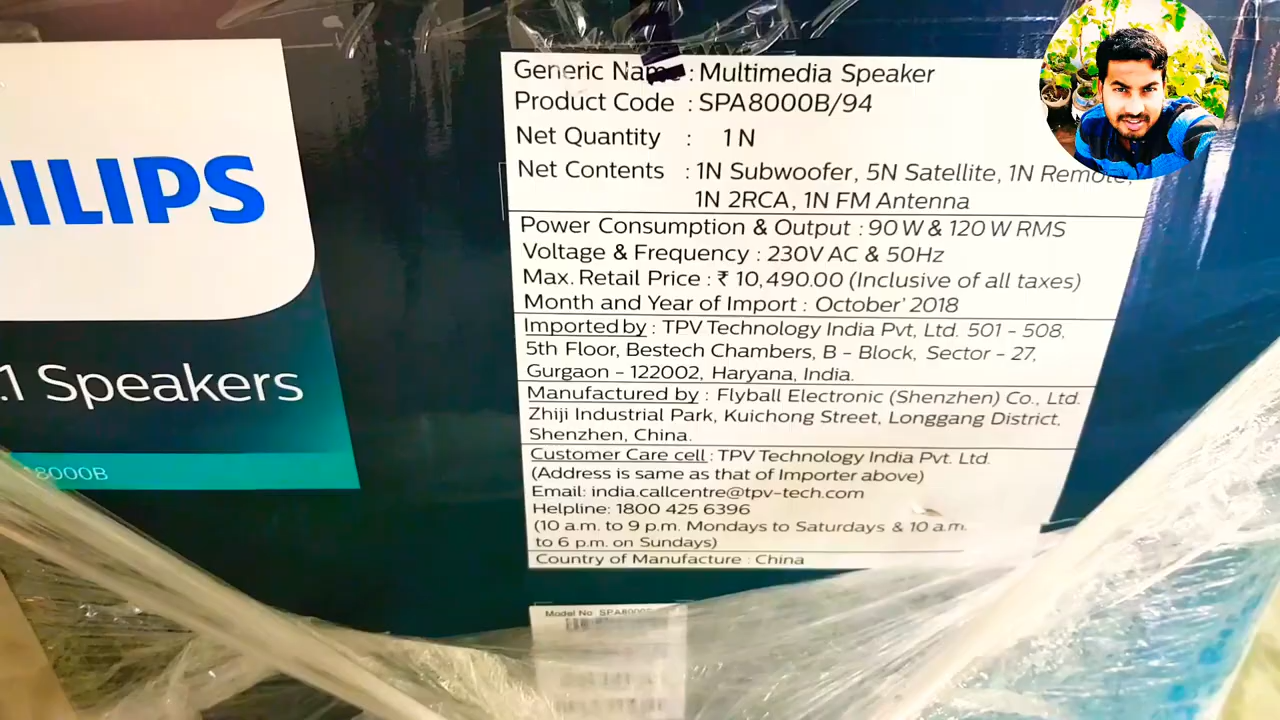 HILIPS
.1 Speakers
A8000B
Generic Name : Multimedia Speaker
Product Code : SPA8000B/94
Net Quantity : 1 N
Net Contents : 1N Subwoofer, 5N Satellite, 1N Remote,
1N 2RCA, 1N FM Antenna
Power Consumption & Output : 90 W & 120 W RMS
Voltage & Frequency : 230V AC & 50Hz
Max. Retail Price : ₹ 10,490.00 (Inclusive of all taxes)
Month and Year of Import : October' 2018
Imported by : TPV Technology India Pvt, Ltd. 501 - 508,
5th Floor, Bestech Chambers, B - Block, Sector - 27,
Gurgaon - 122002, Haryana, India.
Manufactured by : Flyball Electronic (Shenzhen) Co., Ltd.
Zhiji Industrial Park, Kuichong Street, Longgang District,
Shenzhen, China.
Customer Care cell : TPV Technology India Pvt. Ltd.
(Address is same as that of Importer above)
Email: india.callcentre@tpv-tech.com
Helpline: 1800 425 6396
(10 a.m. to 9 p.m. Mondays to Saturdays & 10 a.m.
to 6 p.m. on Sundays)
Country of Manufacture : China
Model No SPA8000